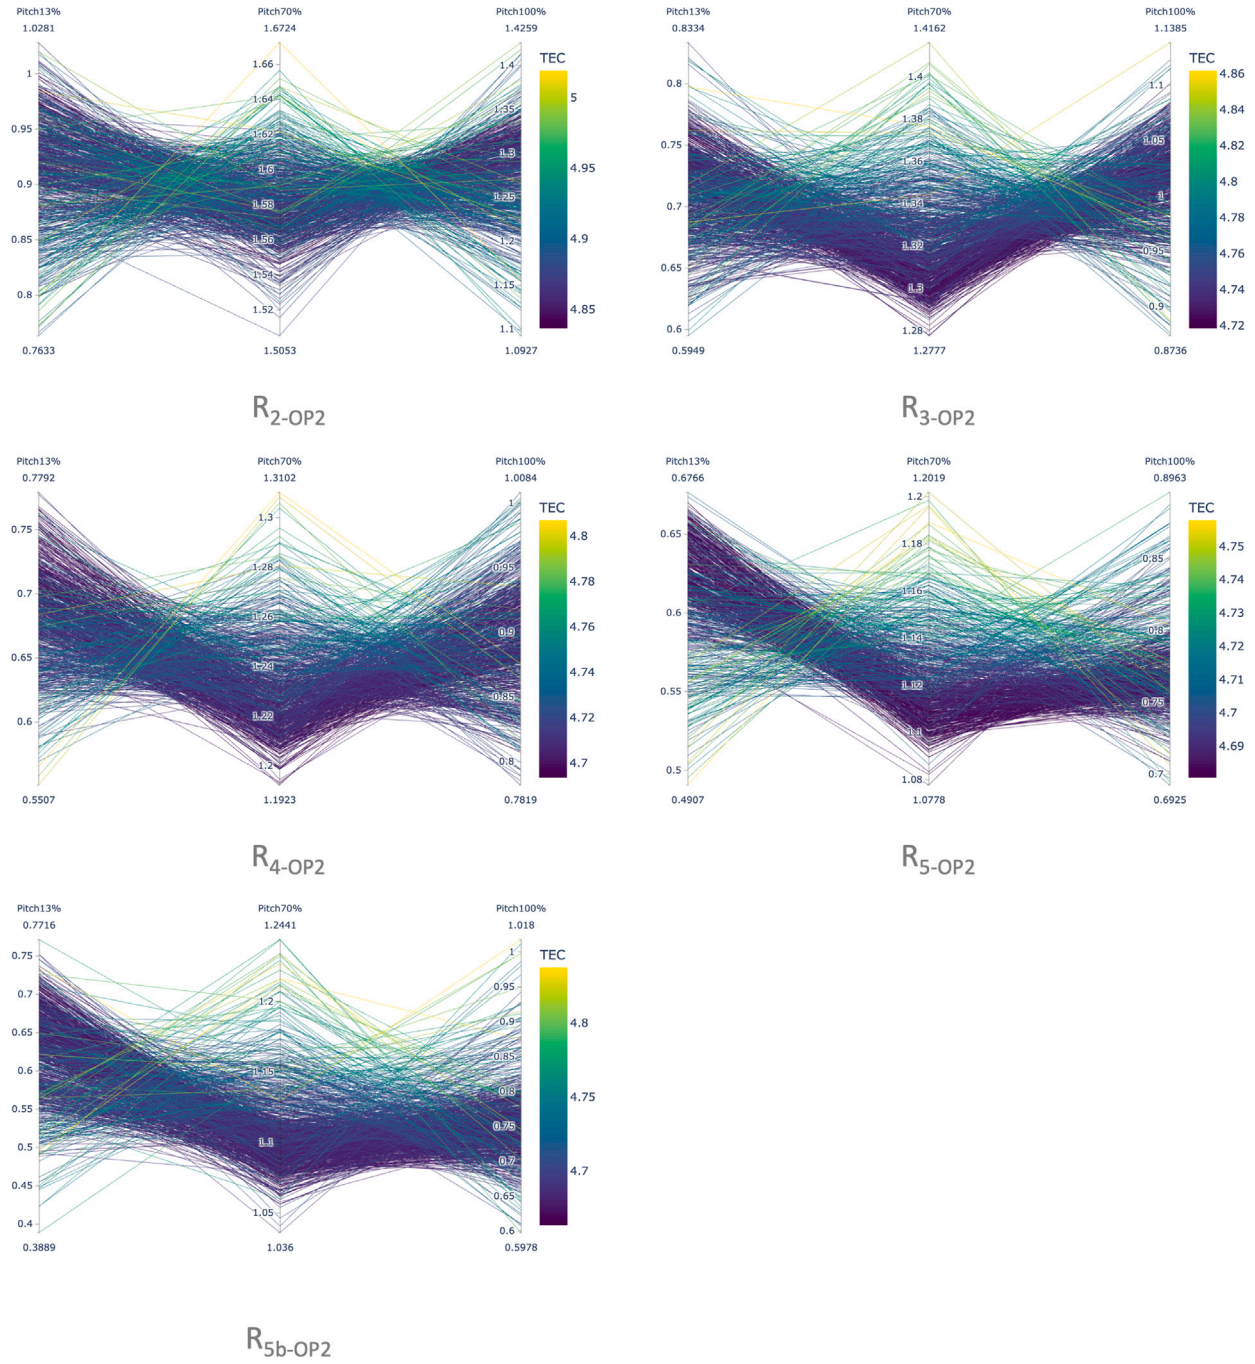 Pitch13% Pitch70% Pitch100%
1.0281 1.6724 1.4259
TEC
1 0.95 0.9 0.85 0.8
1.66 1.64 1.62 1.6 1.58 1.56 1.54 1.52
1.4 1.35 1.3 1.25 1.2 1.15 1.1
5 4.95 4.9 4.85
0.7633 1.5053 1.0927
R2-OP2
Pitch13% Pitch70% Pitch100%
0.8334 1.4162 1.1385
TEC
0.8 0.75 0.7 0.65 0.6
1.4 1.38 1.36 1.34 1.32 1.3 1.28
1.1 1.05 1 0.95 0.9
4.86 4.84 4.82 4.8 4.78 4.76 4.74 4.72
0.5949 1.2777 0.8736
R3-OP2
Pitch13% Pitch70% Pitch100%
0.7792 1.3102 1.0084
TEC
0.75 0.7 0.65 0.6
1.3 1.28 1.26 1.24 1.22 1.2
1 0.95 0.9 0.85 0.8
4.8 4.78 4.76 4.74 4.72 4.7
0.5507 1.1923 0.7819
R4-OP2
Pitch13% Pitch70% Pitch100%
0.6766 1.2019 0.8963
TEC
0.65 0.6 0.55 0.5
1.2 1.18 1.16 1.14 1.12 1.1 1.08
0.85 0.8 0.75 0.7
4.75 4.74 4.73 4.72 4.71 4.7 4.69
0.4907 1.0778 0.6925
R5-OP2
Pitch13% Pitch70% Pitch100%
0.7716 1.2441 1.018
TEC
0.75 0.7 0.65 0.6 0.55 0.5 0.45 0.4
1.2 1.15 1.1 1.05
1 0.95 0.9 0.85 0.8 0.75 0.7 0.65 0.6
4.8 4.75 4.7
0.3889 1.036 0.5978
R5b-OP2